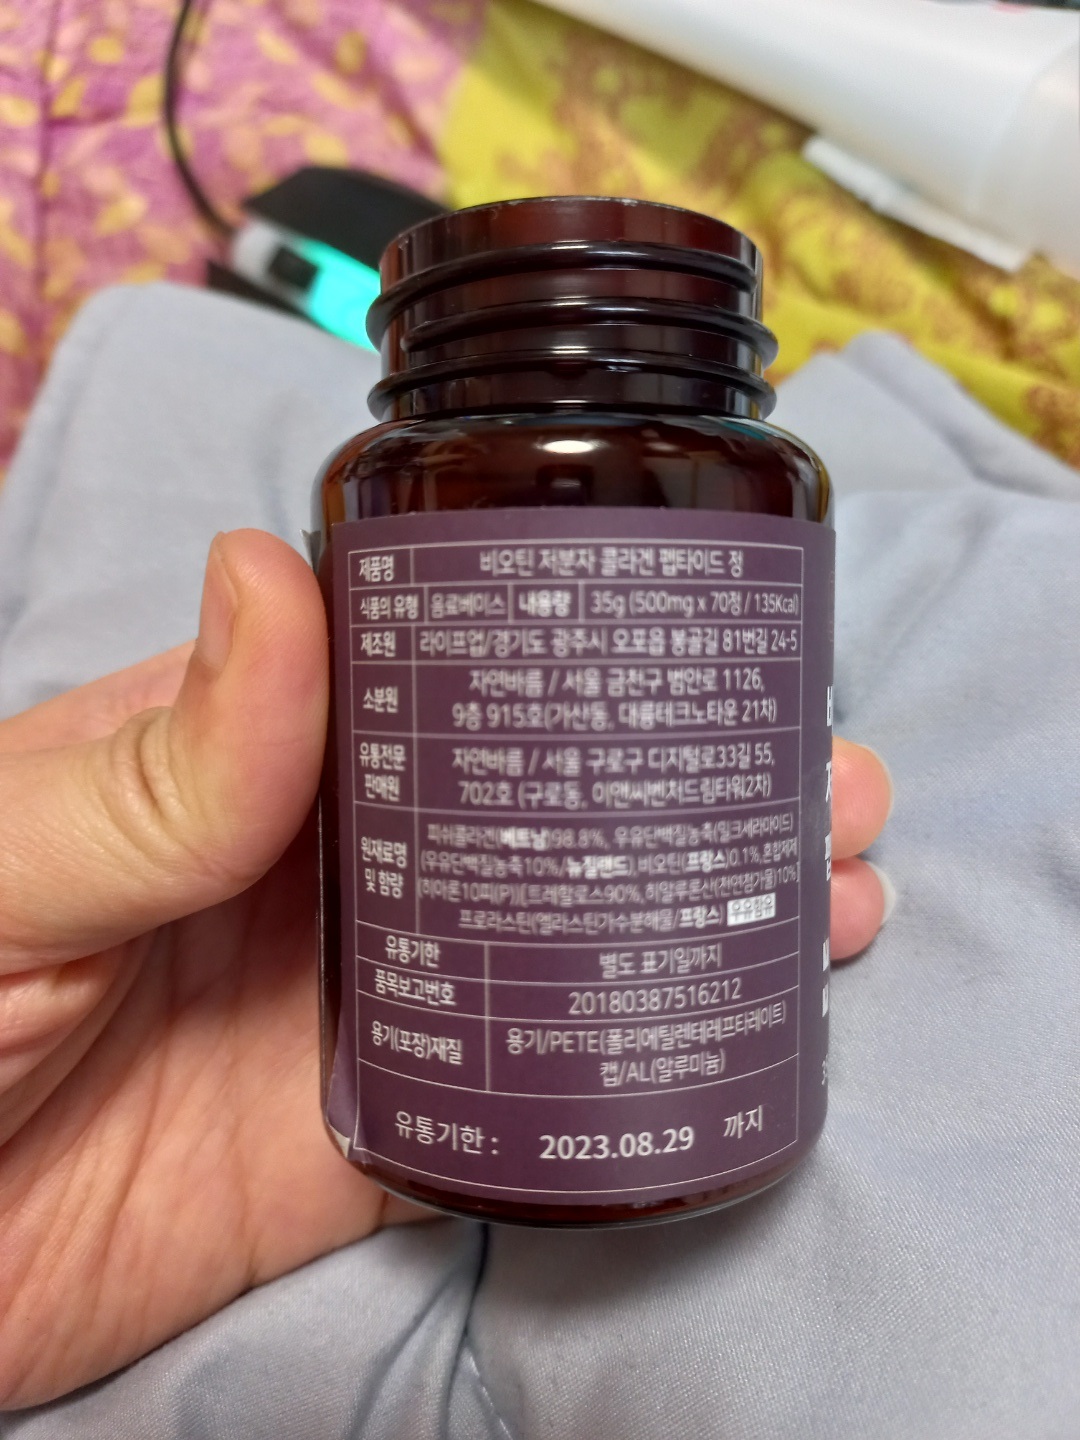 제품명 비오틴 저분자 콜라겐 펩타이드 정
식품의 유형 음료베이스 내용량 35g (500mg x 70정 / 135Kcal)
제조원 라이프업/경기도 광주시 오포읍 봉골길 81번길 24-5
소분원 자연바름 / 서울 금천구 범안로 1126,
9층 915호(가산동, 대륭테크노타운 21차)
유통전문
판매원
자연바름 / 서울 구로구 디지털로33길 55,
702호 (구로동, 이앤씨벤처드림타워2차)
원재료명
및 함량
피쉬콜라겐(베트남)98.8%, 우유단백질농축(밀크세라마이드)
(우유단백질농축10%/뉴질랜드),비오틴(프랑스)0.1%,혼합제제
[히아론10피(P)][트레할로스90%, 히알루론산(천연첨가물)10%]
프로라스틴(엘라스틴가수분해물/프랑스) 우유함유
유통기한 별도 표기일까지
품목보고번호 20180387516212
용기(포장)재질 용기/PETE(폴리에틸렌테레프타레이트)
캡/AL(알루미늄)
유통기한 : 2023.08.29 까지